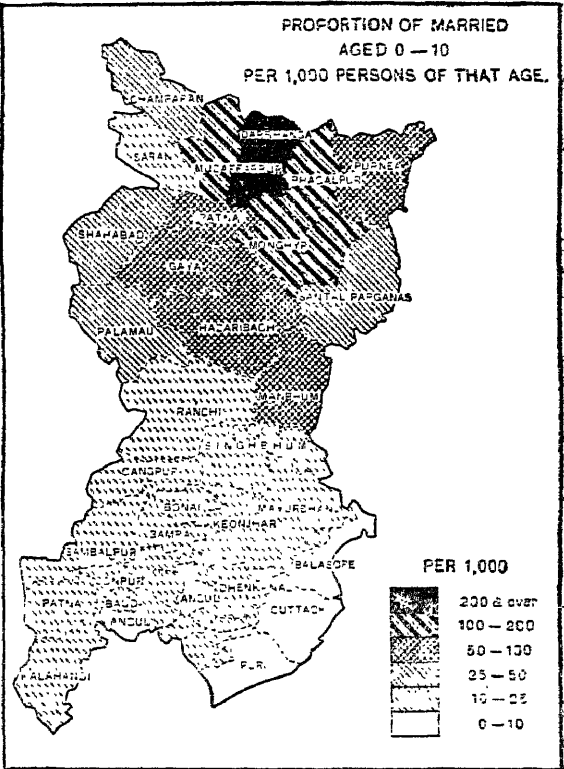 PROPORTION OF MARRIED
AGED 0 — 10
PER 1,000 PERSONS OF THAT AGE.
CHAMPARAN
DARBHANGA
SARAN
MUZAFFARPUR
PURNEA
BHAGALPUR
PATNA
SHAHABAD
MONGHYR
GAYA
SANTHAL PARGANAS
PALAMAU
HAZARIBAGH
MANBHUM
RANCHI
SINGHBHUM
GANGPUR
BONAI
MAYURBHANJ
KEONJHAR
BAMRA
SAMBALPUR
BALASORE
DHENKANAL
PATNA
BAUD
ANGUL
CUTTACK
ANGUL
PURI
KALAHANDI
PER 1,000
200 & over
100 — 200
50 — 100
25 — 50
10 — 25
0 — 10